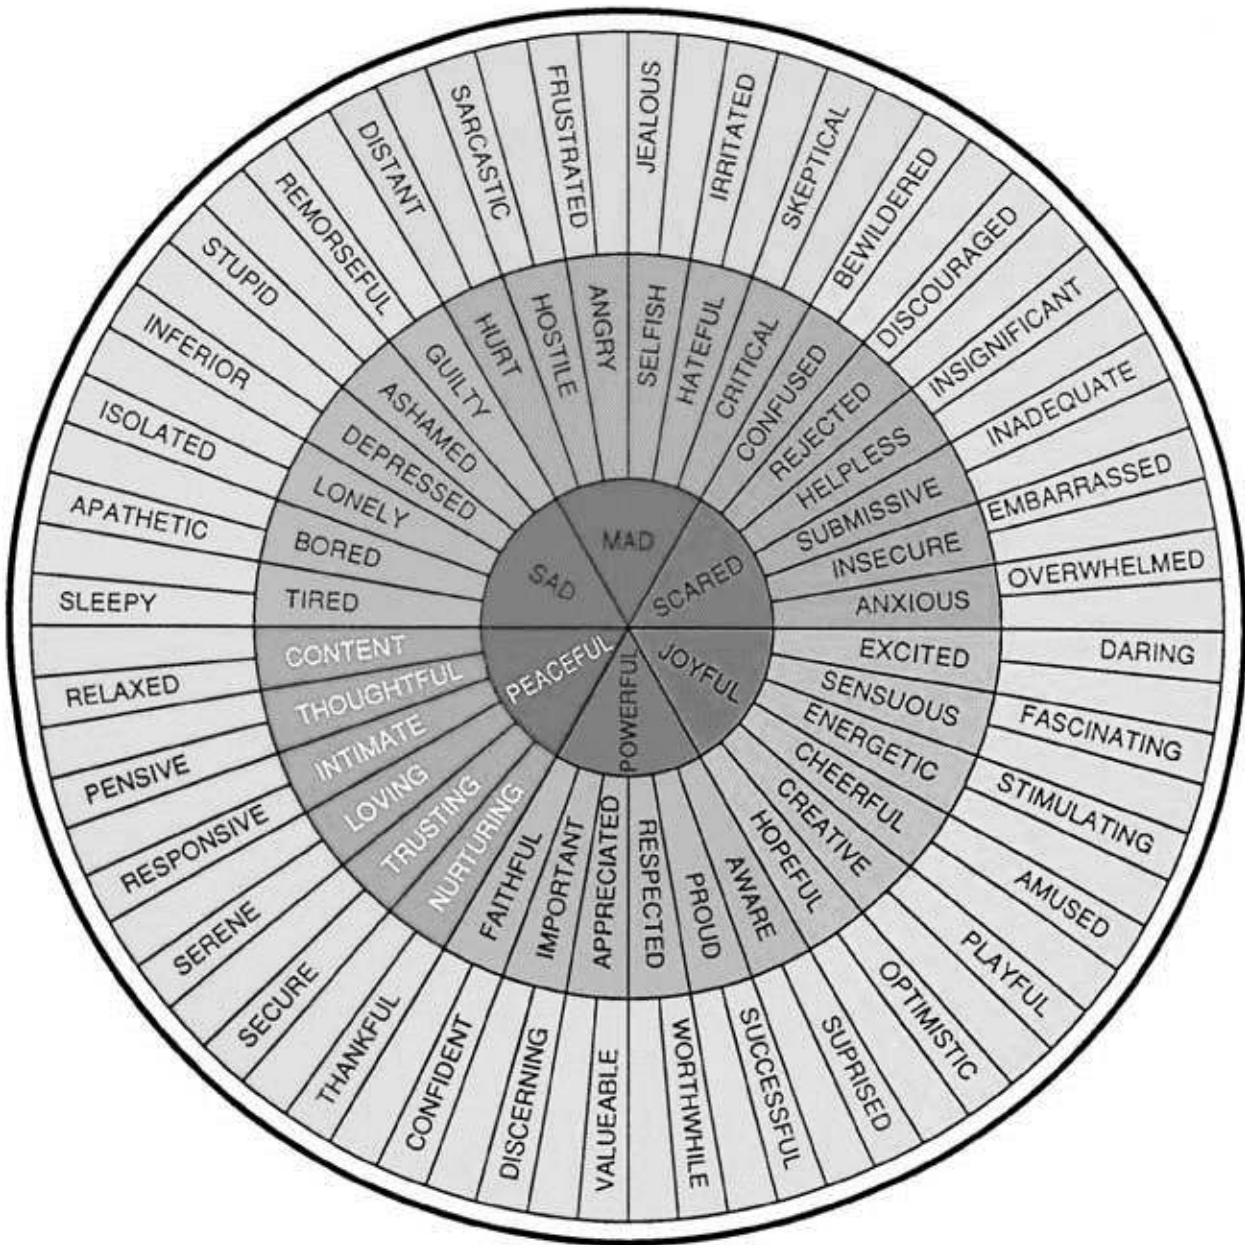 MAD
SCARED
JOYFUL
POWERFUL
PEACEFUL
SAD
HURT
HOSTILE
ANGRY
SELFISH
HATEFUL
CRITICAL
CONFUSED
REJECTED
HELPLESS
SUBMISSIVE
INSECURE
ANXIOUS
EXCITED
SENSUOUS
ENERGETIC
CHEERFUL
CREATIVE
HOPEFUL
AWARE
PROUD
RESPECTED
APPRECIATED
IMPORTANT
FAITHFUL
NURTURING
TRUSTING
LOVING
INTIMATE
THOUGHTFUL
CONTENT
TIRED
BORED
LONELY
DEPRESSED
ASHAMED
GUILTY
DISTANT
SARCASTIC
FRUSTRATED
JEALOUS
IRRITATED
SKEPTICAL
BEWILDERED
DISCOURAGED
INSIGNIFICANT
INADEQUATE
EMBARRASSED
OVERWHELMED
DARING
FASCINATING
STIMULATING
AMUSED
PLAYFUL
OPTIMISTIC
SUPRISED
SUCCESSFUL
WORTHWHILE
VALUEABLE
DISCERNING
CONFIDENT
THANKFUL
SECURE
SERENE
RESPONSIVE
PENSIVE
RELAXED
SLEEPY
APATHETIC
ISOLATED
INFERIOR
STUPID
REMORSEFUL